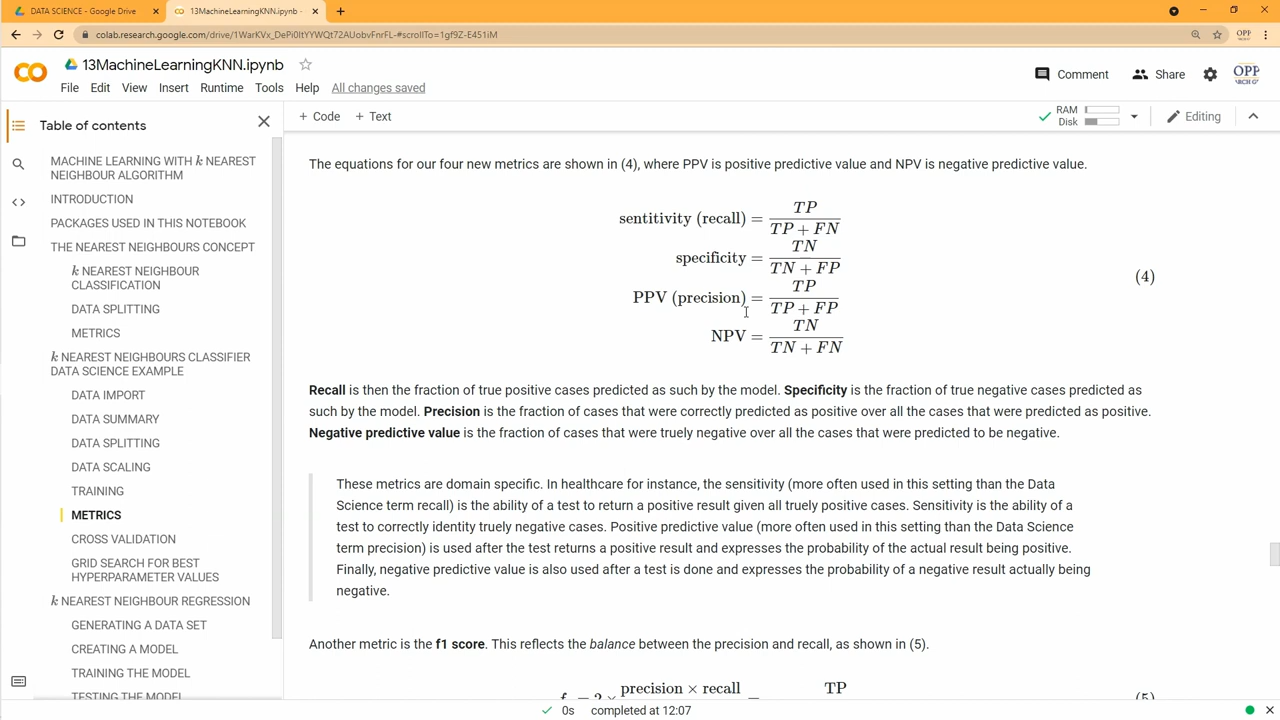 DATA SCIENCE - Google Drive
13MachineLearningKNN.ipynb -
colab.research.google.com/drive/1WarKVx_DePi0ItYYWQt72AUobvFnrFL-#scrollTo=1gf9Z-E451iM
13MachineLearningKNN.ipynb
Comment
Share
OPP
File Edit View Insert Runtime Tools Help All changes saved
Table of contents
+ Code + Text
RAM
Disk
Editing
MACHINE LEARNING WITH k NEAREST
NEIGHBOUR ALGORITHM
INTRODUCTION
PACKAGES USED IN THIS NOTEBOOK
THE NEAREST NEIGHBOURS CONCEPT
k NEAREST NEIGHBOUR
CLASSIFICATION
DATA SPLITTING
METRICS
k NEAREST NEIGHBOURS CLASSIFIER
DATA SCIENCE EXAMPLE
DATA IMPORT
DATA SUMMARY
DATA SPLITTING
DATA SCALING
TRAINING
METRICS
CROSS VALIDATION
GRID SEARCH FOR BEST
HYPERPARAMETER VALUES
k NEAREST NEIGHBOUR REGRESSION
GENERATING A DATA SET
CREATING A MODEL
TRAINING THE MODEL
TESTING THE MODEL
The equations for our four new metrics are shown in (4), where PPV is positive predictive value and NPV is negative predictive value.
sentitivity (recall) = TP / TP + FN
specificity = TN / TN + FP
(4)
PPV (precision) = TP / TP + FP
NPV = TN / TN + FN
Recall is then the fraction of true positive cases predicted as such by the model. Specificity is the fraction of true negative cases predicted as
such by the model. Precision is the fraction of cases that were correctly predicted as positive over all the cases that were predicted as positive.
Negative predictive value is the fraction of cases that were truely negative over all the cases that were predicted to be negative.
These metrics are domain specific. In healthcare for instance, the sensitivity (more often used in this setting than the Data
Science term recall) is the ability of a test to return a positive result given all truely positive cases. Sensitivity is the ability of a
test to correctly identity truely negative cases. Positive predictive value (more often used in this setting than the Data Science
term precision) is used after the test returns a positive result and expresses the probability of the actual result being positive.
Finally, negative predictive value is also used after a test is done and expresses the probability of a negative result actually being
negative.
Another metric is the f1 score. This reflects the balance between the precision and recall, as shown in (5).
precision × recall
TP
(5)
0s completed at 12:07